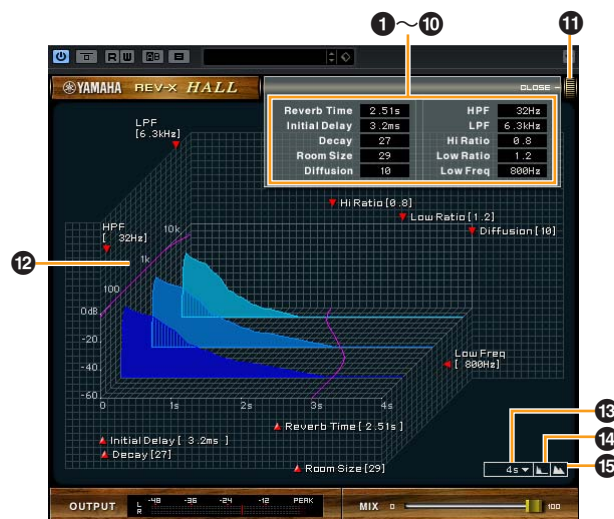 ❶～❿
⓫
R W
AB
YAMAHA REV-X HALL
CLOSE
Reverb Time 2.51s HPF 32Hz
Initial Delay 3.2ms LPF 6.3kHz
Decay 27 Hi Ratio 0.8
Room Size 29 Low Ratio 1.2
Diffusion 10 Low Freq 800Hz
LPF
[6.3kHz]
Hi Ratio [0.8]
Low Ratio [1.2]
Diffusion [10]
HPF
[ 32Hz]
10k
1k
100
⓬
0dB
-20
-40
-60
0 1s 2s 3s 4s
Low Freq
[ 800Hz]
Reverb Time [ 2.51s ]
Initial Delay [ 3.2ms ]
Decay [27]
Room Size [29]
⓭
⓮
⓯
4s
OUTPUT L R -48 -36 -24 -12 PEAK MIX 0 100